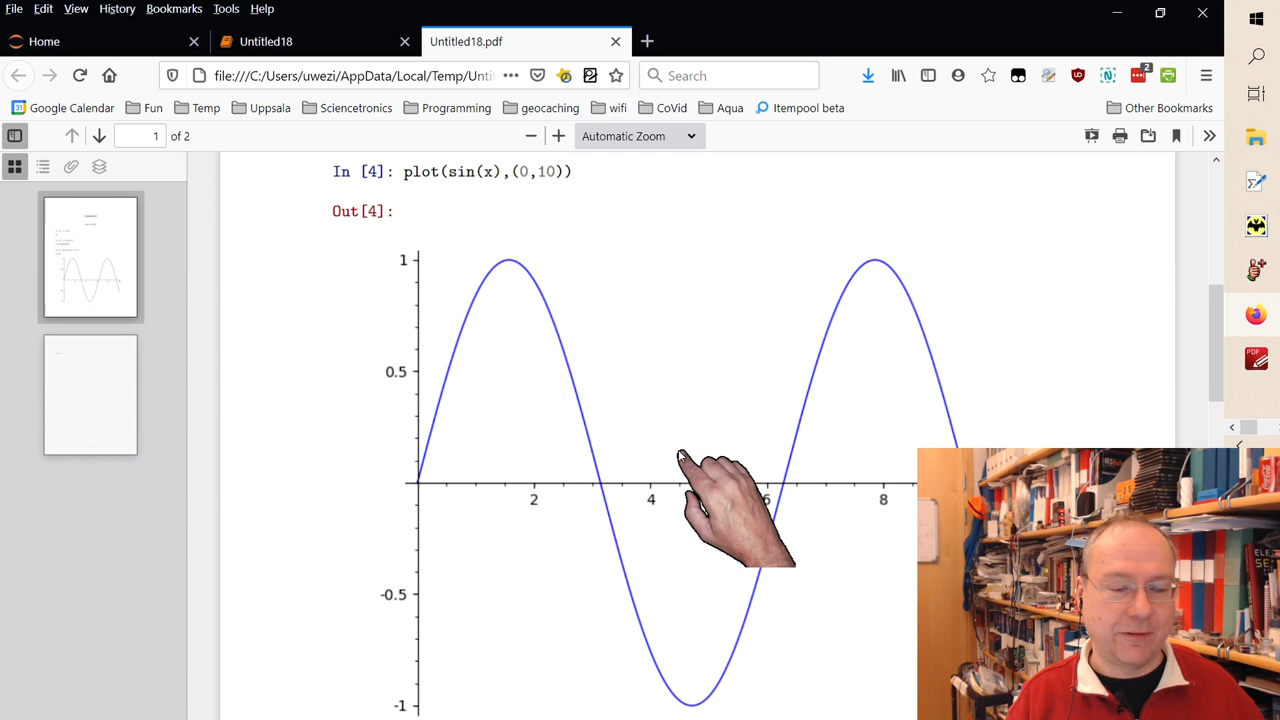 File Edit View History Bookmarks Tools Help
Home Untitled18 Untitled18.pdf
file:///C:/Users/uwezi/AppData/Local/Temp/Unti Search
2
31 Google Calendar Fun Temp Uppsala Sciencetronics Programming geocaching wifi CoVid Aqua Itempool beta Other Bookmarks
1 of 2 Automatic Zoom
In [4]: plot(sin(x),(0,10))
Out[4]:
1
0.5
2 4 6 8
-0.5
-1
PDF